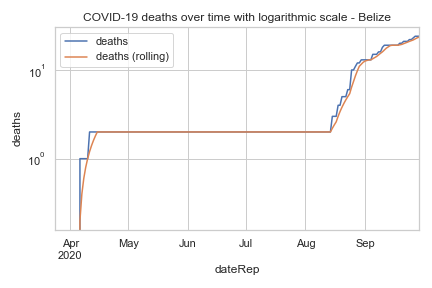 COVID-19 deaths over time with logarithmic scale - Belize
deaths
deaths (rolling)
10¹
10⁰
deaths
Apr
2020
May
Jun
Jul
Aug
Sep
dateRep